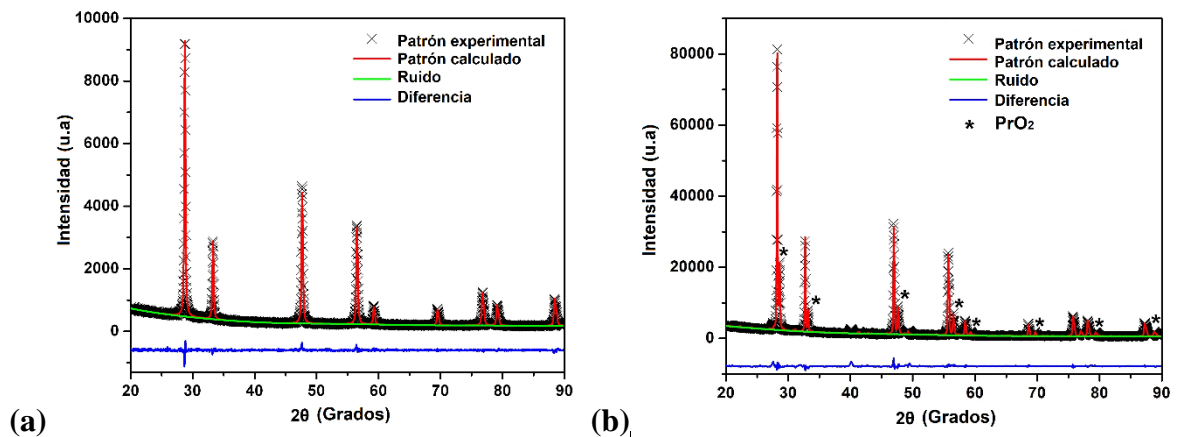 10000
8000
6000
4000
2000
0
Intensidad (u.a)
Patrón experimental
Patrón calculado
Ruido
Diferencia
20 30 40 50 60 70 80 90
2θ (Grados)
(a)
80000
60000
40000
20000
0
Intensidad (u.a)
Patrón experimental
Patrón calculado
Ruido
Diferencia
* PrO₂
* * * * * * * *
20 30 40 50 60 70 80 90
2θ (Grados)
(b)